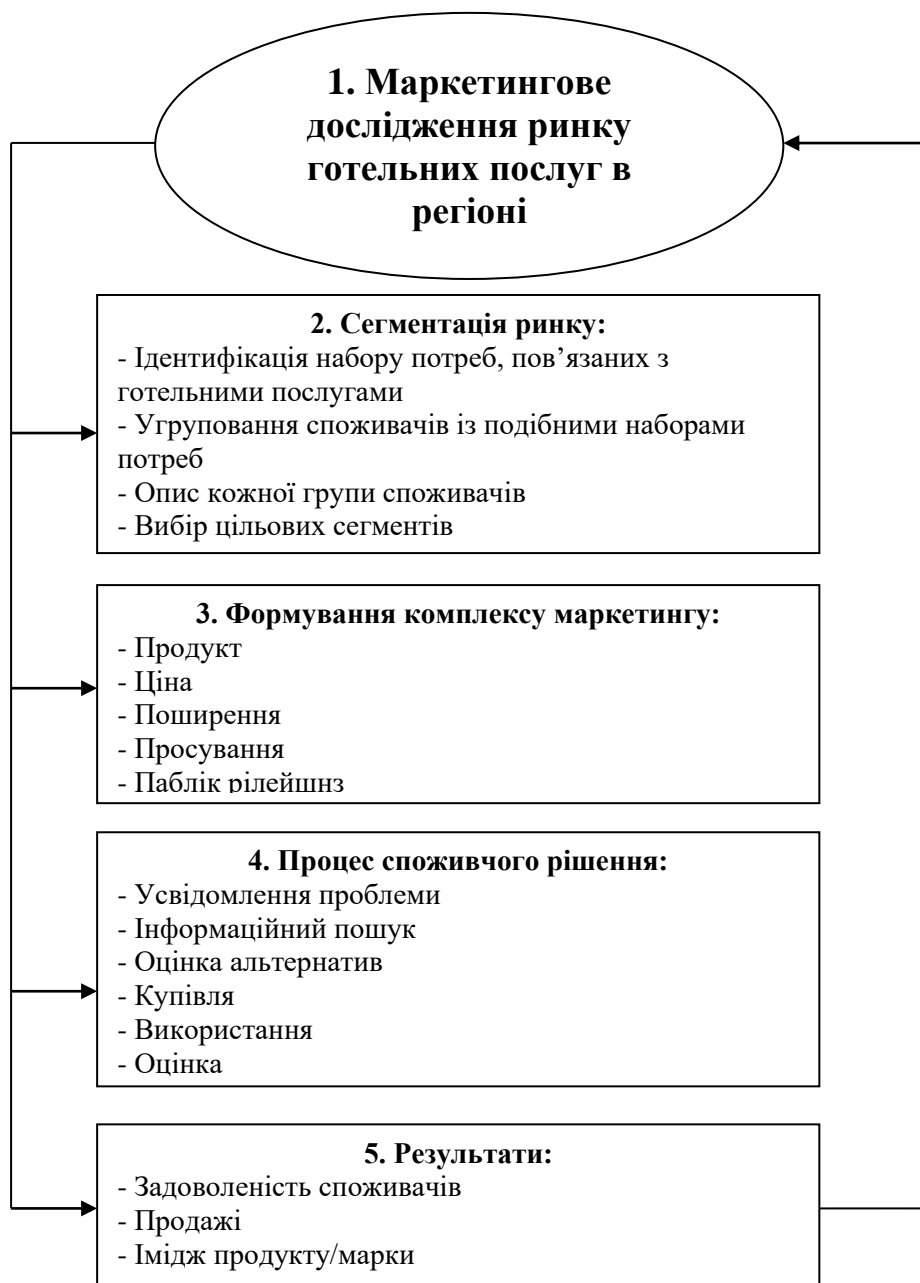 1. Маркетингове
дослідження ринку
готельних послуг в
регіоні
2. Сегментація ринку:
- Ідентифікація набору потреб, пов’язаних з
готельними послугами
- Угруповання споживачів із подібними наборами
потреб
- Опис кожної групи споживачів
- Вибір цільових сегментів
3. Формування комплексу маркетингу:
- Продукт
- Ціна
- Поширення
- Просування
- Паблік рілейшнз
4. Процес споживчого рішення:
- Усвідомлення проблеми
- Інформаційний пошук
- Оцінка альтернатив
- Купівля
- Використання
- Оцінка
5. Результати:
- Задоволеність споживачів
- Продажі
- Імідж продукту/марки